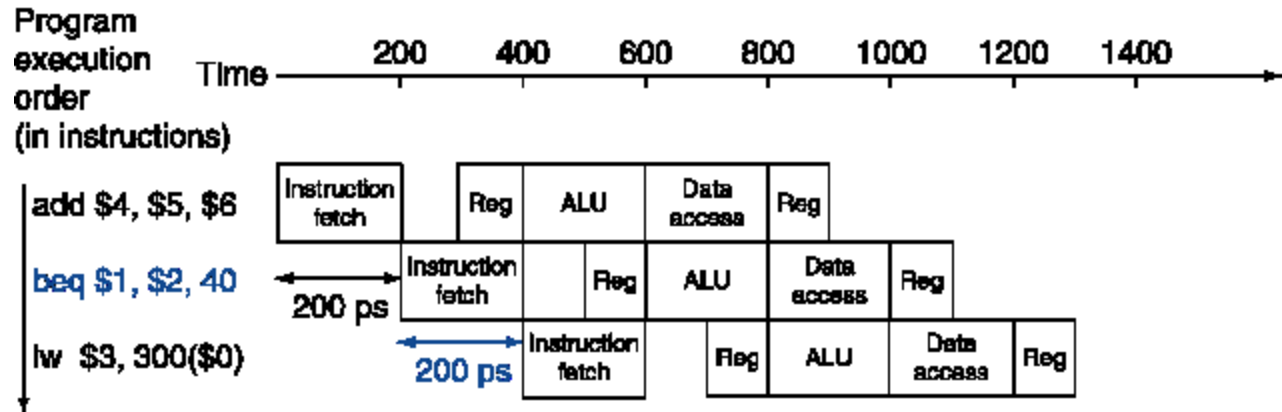 Program
execution
order
(in instructions)
Time
200 400 600 800 1000 1200 1400
add $4, $5, $6
Instruction
fetch
Reg
ALU
Data
access
Reg
beq $1, $2, 40
200 ps
Instruction
fetch
Reg
ALU
Data
access
Reg
lw $3, 300($0)
200 ps
Instruction
fetch
Reg
ALU
Data
access
Reg